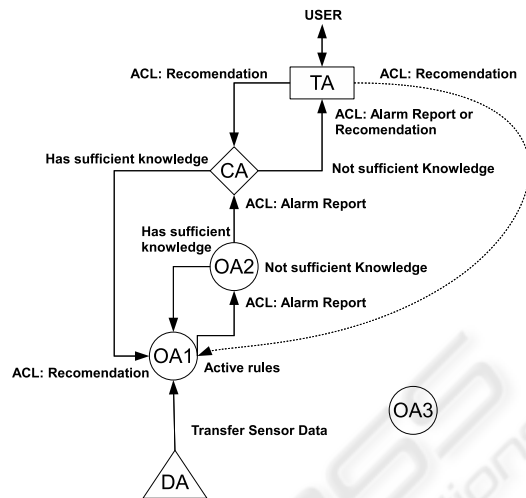 USER
ACL: Recomendation
TA
ACL: Recomendation
ACL: Alarm Report or
Recomendation
Has sufficient knowledge
CA
Not sufficient Knowledge
ACL: Alarm Report
Has sufficient
knowledge
OA2
Not sufficient Knowledge
ACL: Alarm Report
OA1
ACL: Recomendation
Active rules
OA3
Transfer Sensor Data
DA